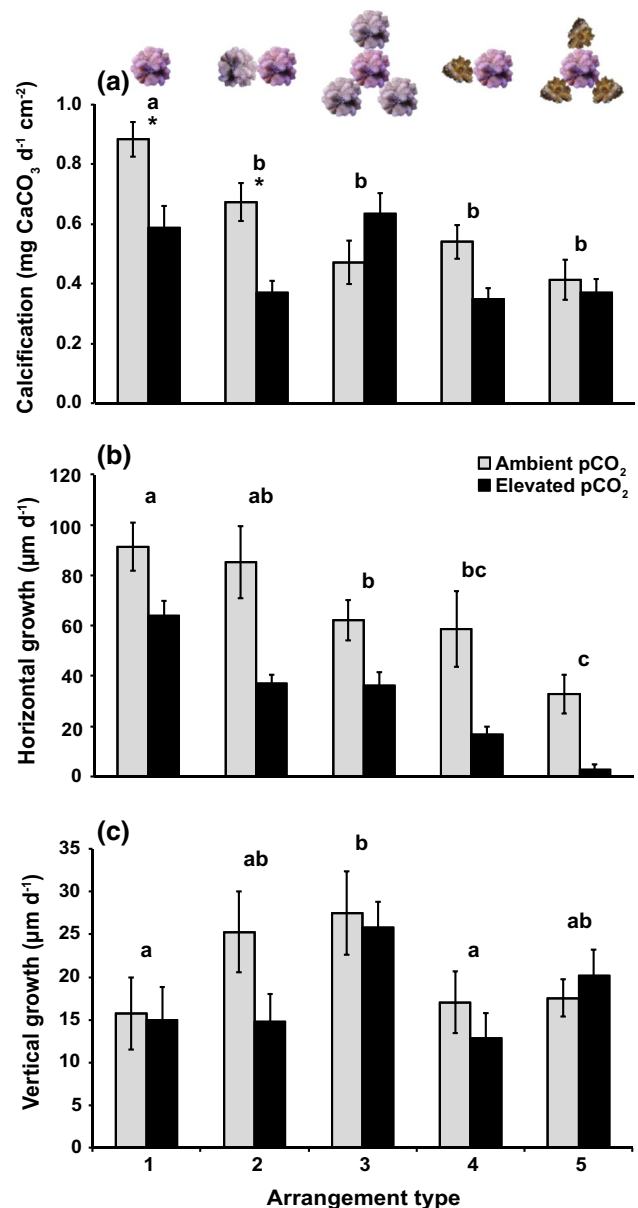 (a)
a
*
b
*
b
b
b
1.0
0.8
0.6
0.4
0.2
0.0
Calcification (mg CaCO₃ d⁻¹ cm⁻²)
(b)
Ambient pCO₂
Elevated pCO₂
a
ab
b
bc
c
120
100
80
60
40
20
0
Horizontal growth (µm d⁻¹)
(c)
a
ab
b
a
ab
35
30
25
20
15
10
5
0
Vertical growth (µm d⁻¹)
1 2 3 4 5
Arrangement type